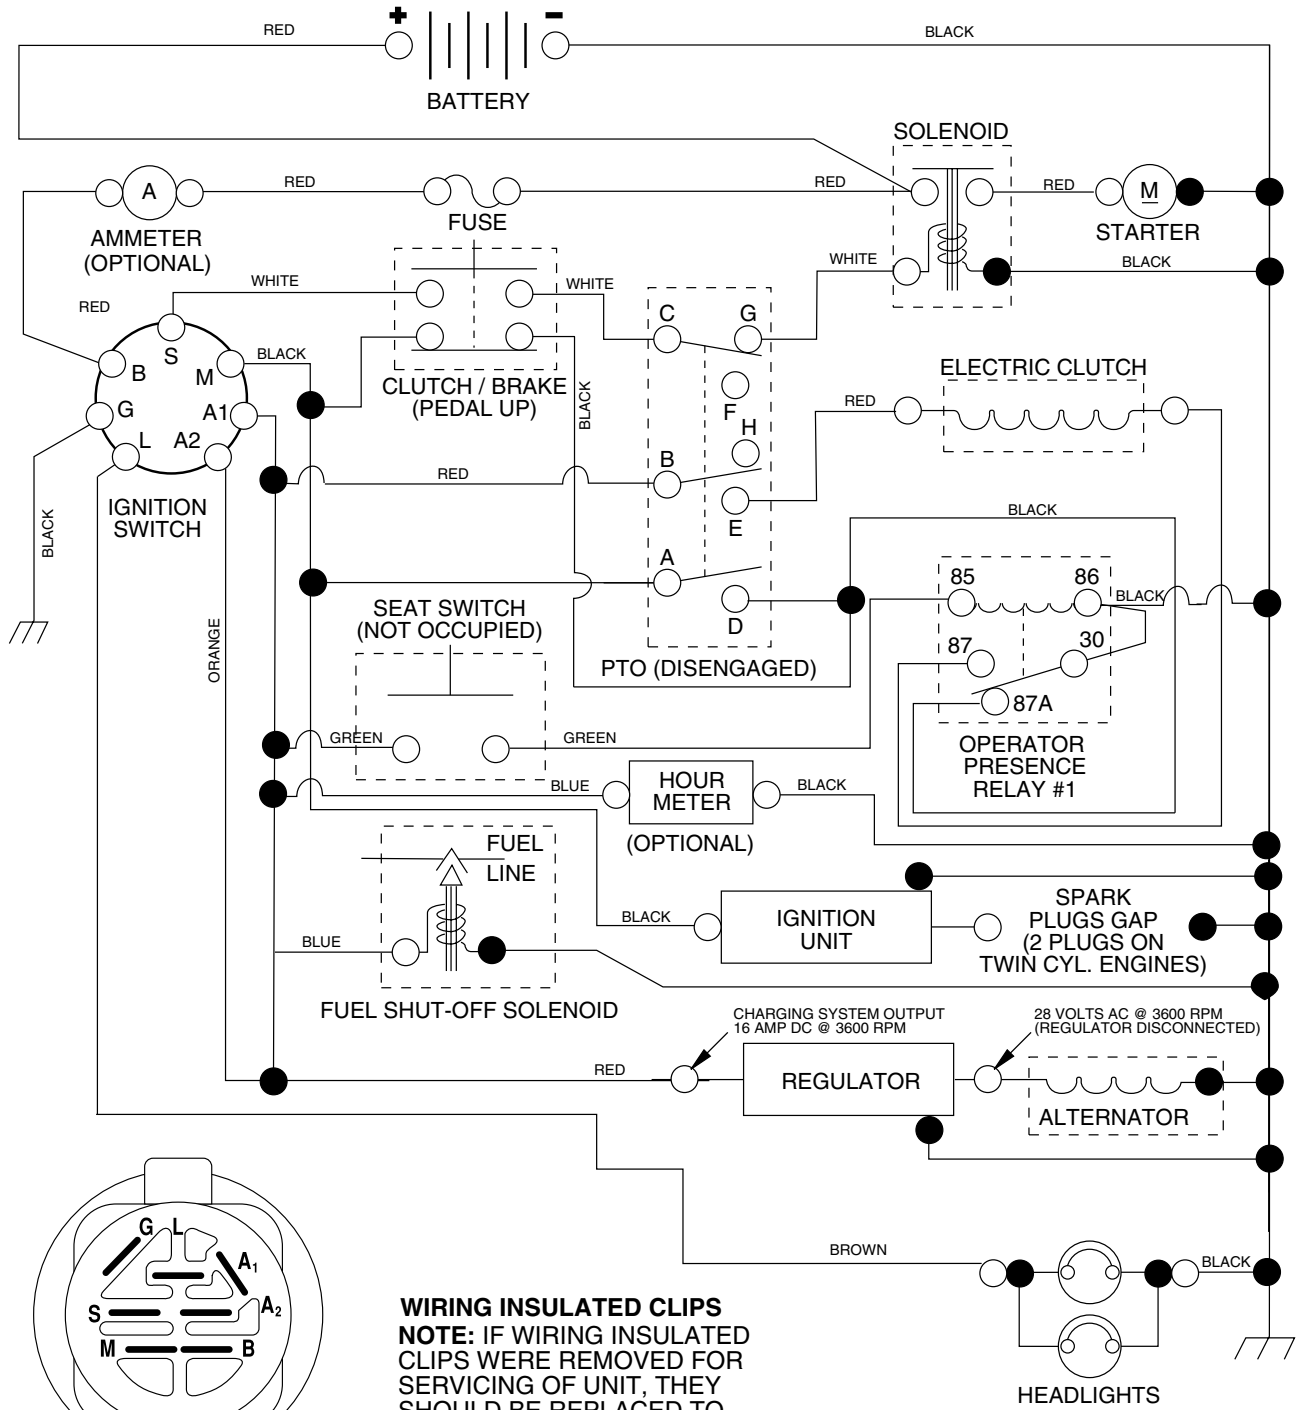 + −
RED
BLACK
BATTERY
SOLENOID
A
RED
RED
RED
M
FUSE
STARTER
AMMETER
(OPTIONAL)
WHITE
BLACK
WHITE
WHITE
RED
C
G
S
BLACK
B
M
CLUTCH / BRAKE
(PEDAL UP)
ELECTRIC CLUTCH
G
A1
BLACK
F
RED
L
A2
H
B
RED
IGNITION
SWITCH
E
BLACK
BLACK
A
85
86
BLACK
SEAT SWITCH
(NOT OCCUPIED)
D
ORANGE
87
30
PTO (DISENGAGED)
87A
GREEN
GREEN
OPERATOR
PRESENCE
RELAY #1
BLUE
HOUR
METER
BLACK
(OPTIONAL)
FUEL
LINE
BLACK
IGNITION
UNIT
SPARK
PLUGS GAP
(2 PLUGS ON
TWIN CYL. ENGINES)
BLUE
FUEL SHUT-OFF SOLENOID
CHARGING SYSTEM OUTPUT
16 AMP DC @ 3600 RPM
28 VOLTS AC @ 3600 RPM
(REGULATOR DISCONNECTED)
RED
REGULATOR
ALTERNATOR
G
L
A1
A2
S
M
B
BROWN
BLACK
WIRING INSULATED CLIPS
NOTE: IF WIRING INSULATED
CLIPS WERE REMOVED FOR
SERVICING OF UNIT, THEY
SHOULD BE REPLACED TO
HEADLIGHTS